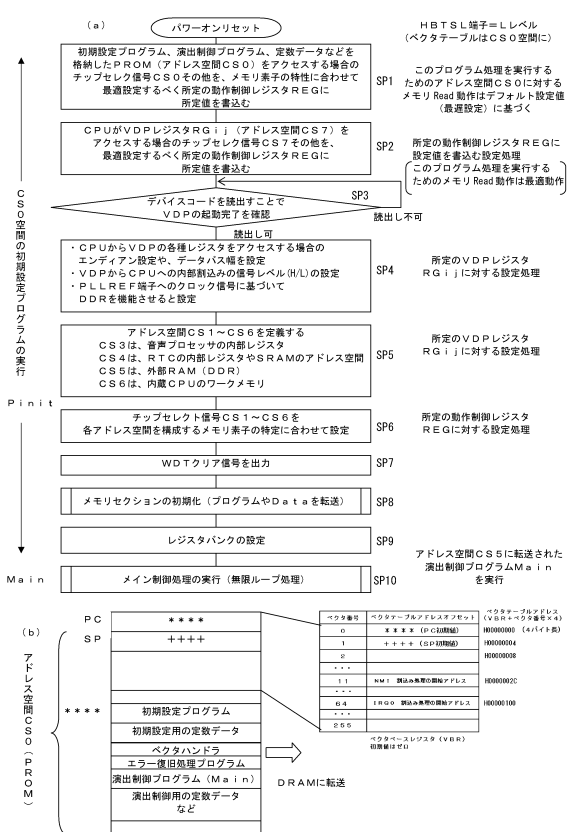 (a)
パワーオンリセット
HBTSL端子=Lレベル
(ベクタテーブルはCS0空間に)
初期設定プログラム、演出制御プログラム、定数データなどを
格納したPROM(アドレス空間CS0)をアクセスする場合の
チップセレク信号CS0その他を、メモリ素子の特性に合わせて
最適設定するべく所定の動作制御レジスタREGに
所定値を書込む
SP1
このプログラム処理を実行する
ためのアドレス空間CS0に対する
メモリRead動作はデフォルト設定値
(最遅設定)に基づく
CPUがVDPレジスタRGij(アドレス空間CS7)を
アクセスする場合のチップセレク信号CS7その他を、
最適設定するべく所定の動作制御レジスタREGに
所定値を書込む
SP2
所定の動作制御レジスタREGに
設定値を書込む設定処理
このプログラム処理を実行する
ためのメモリRead動作は最適動作
デバイスコードを読出すことで
VDPの起動完了を確認
SP3
読出し不可
読出し可
・CPUからVDPの各種レジスタをアクセスする場合の
エンディアン設定や、データバス幅を設定
・VDPからCPUへの内部割込みの信号レベル(H/L)の設定
・PLLREF端子へのクロック信号に基づいて
DDRを機能させると設定
SP4
所定のVDPレジスタ
RGijに対する設定処理
アドレス空間CS1~CS6を定義する
CS3は、音声プロセッサの内部レジスタ
CS4は、RTCの内部レジスタやSRAMのアドレス空間
CS5は、外部RAM(DDR)
CS6は、内蔵CPUのワークメモリ
SP5
所定のVDPレジスタ
RGijに対する設定処理
チップセレクト信号CS1~CS6を
各アドレス空間を構成するメモリ素子の特定に合わせて設定
SP6
所定の動作制御レジスタ
REGに対する設定処理
WDTクリア信号を出力
SP7
メモリセクションの初期化(プログラムやDataを転送)
SP8
レジスタバンクの設定
SP9
メイン制御処理の実行(無限ループ処理)
SP10
アドレス空間CS5に転送された
演出制御プログラムMain
を実行
CS0空間の初期設定プログラムの実行
Pinit
Main
(b)
アドレス空間CS0(PROM)
PC
****
SP
++++
****
初期設定プログラム
初期設定用の定数データ
ベクタハンドラ
エラー復旧処理プログラム
演出制御プログラム(Main)
演出制御用の定数データ
など
DRAMに転送
ベクタ番号 ベクタテーブルアドレスオフセット
ベクタテーブルアドレス
(VBR+ベクタ番号×4)
0 ****(PC初期値) H00000000 (4バイト長)
1 ++++(SP初期値) H00000004
2 H00000008
・・・
11 NMI 割込み処理の開始アドレス H0000002C
・・・
64 IRQ0 割込み処理の開始アドレス H00000100
・・・
255
ベクタベースレジスタ(VBR)
初期値はゼロ